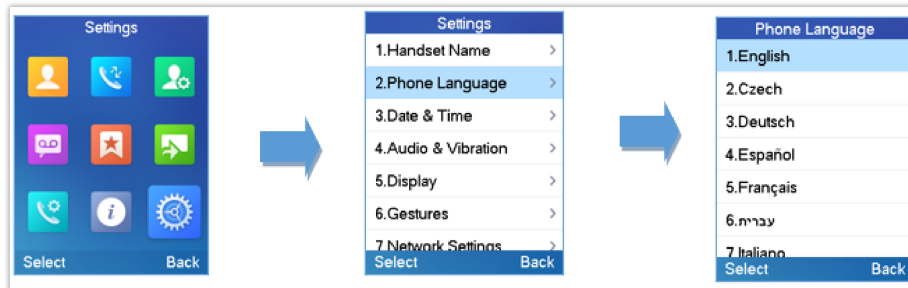 Settings
Select Back
Settings
1.Handset Name
2.Phone Language
3.Date & Time
4.Audio & Vibration
5.Display
6.Gestures
7.Network Settings
Select Back
Phone Language
1.English
2.Czech
3.Deutsch
4.Español
5.Français
6.עברית
7.Italiano
Select Back